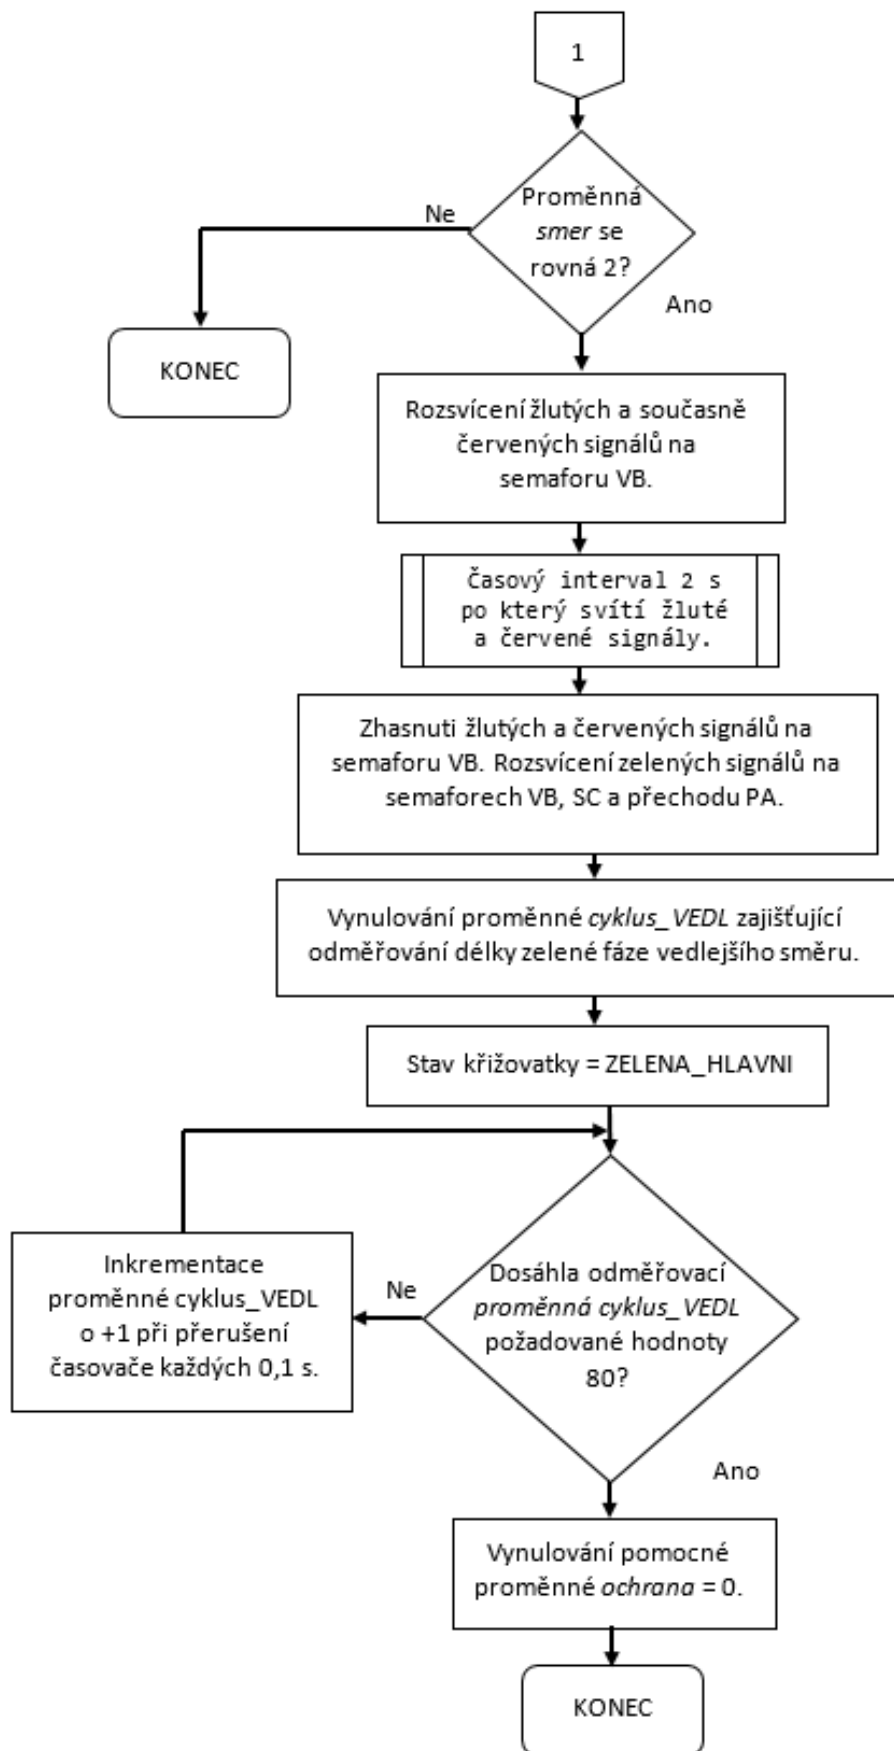 1
Proměnná
smer se
rovná 2?
Ne
Ano
KONEC
Rozsvícení žlutých a současně
červených signálů na
semaforu VB.
Časový interval 2 s
po který svítí žluté
a červené signály.
Zhasnuti žlutých a červených signálů na
semaforu VB. Rozsvícení zelených signálů na
semaforech VB, SC a přechodu PA.
Vynulování proměnné cyklus_VEDL zajišťující
odměřování délky zelené fáze vedlejšího směru.
Stav křižovatky = ZELENA_HLAVNI
Dosáhla odměřovací
proměnná cyklus_VEDL
požadované hodnoty
80?
Ne
Inkrementace
proměnné cyklus_VEDL
o +1 při přerušení
časovače každých 0,1 s.
Ano
Vynulování pomocné
proměnné ochrana = 0.
KONEC